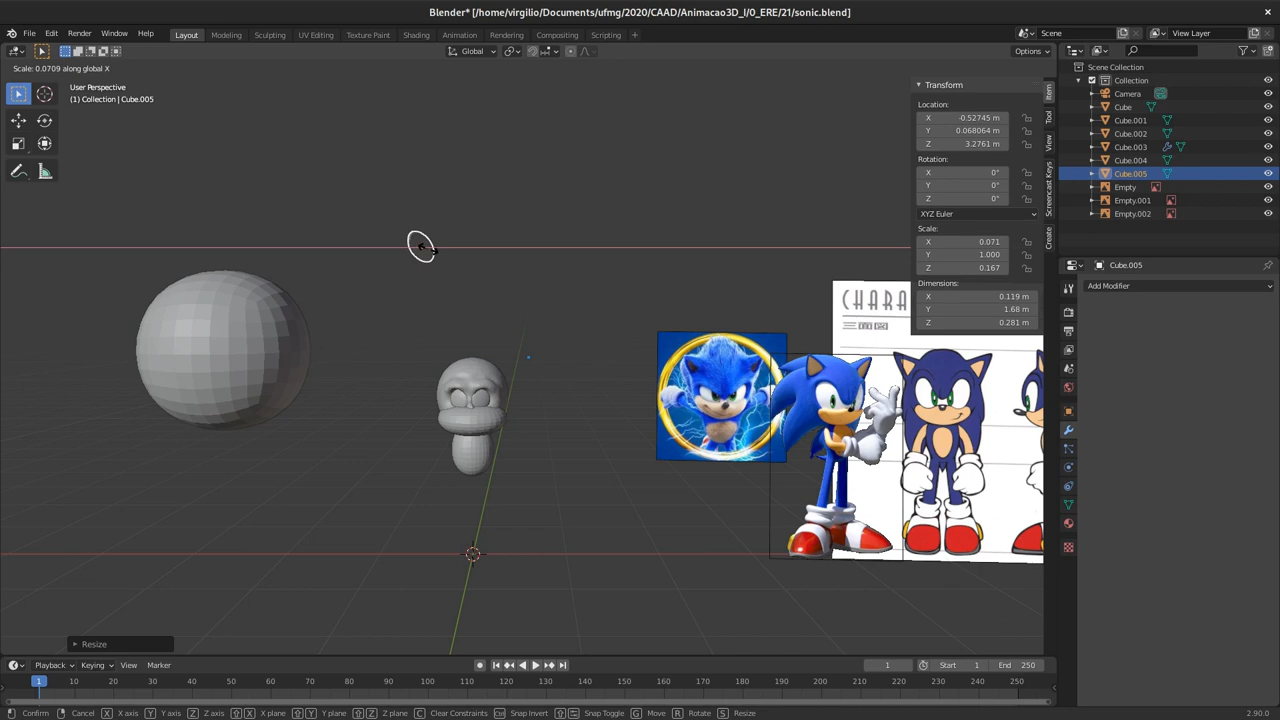 Blender* [/home/virgilio/Documents/ufmg/2020/CAAD/Animacao3D_I/0_ERE/21/sonic.blend]
File Edit Render Window Help Layout Modeling Sculpting UV Editing Texture Paint Shading Animation Rendering Compositing Scripting + Scene View Layer
Global Options
Scale: 0.0709 along global X
User Perspective
(1) Collection | Cube.005
Transform
Location:
X -0.52745 m
Y 0.068064 m
Z 3.2761 m
Rotation:
X 0°
Y 0°
Z 0°
XYZ Euler
Scale:
X 0.071
Y 1.000
Z 0.167
Dimensions:
X 0.119 m
Y 1.68 m
Z 0.281 m
Item
Tool
View
Screencast Keys
Create
CHARA
Scene Collection
Collection
Camera
Cube
Cube.001
Cube.002
Cube.003
Cube.004
Cube.005
Empty
Empty.001
Empty.002
Cube.005
Add Modifier
Resize
Playback Keying View Marker 1 Start 1 End 250
1 10 20 30 40 50 60 70 80 90 100 110 120 130 140 150 160 170 180 190 200 210 220 230 240 250
Confirm Cancel X X axis Y Y axis Z Z axis X X plane Y Y plane Z Z plane C Clear Constraints Snap Invert Snap Toggle G Move R Rotate S Resize 2.90.0